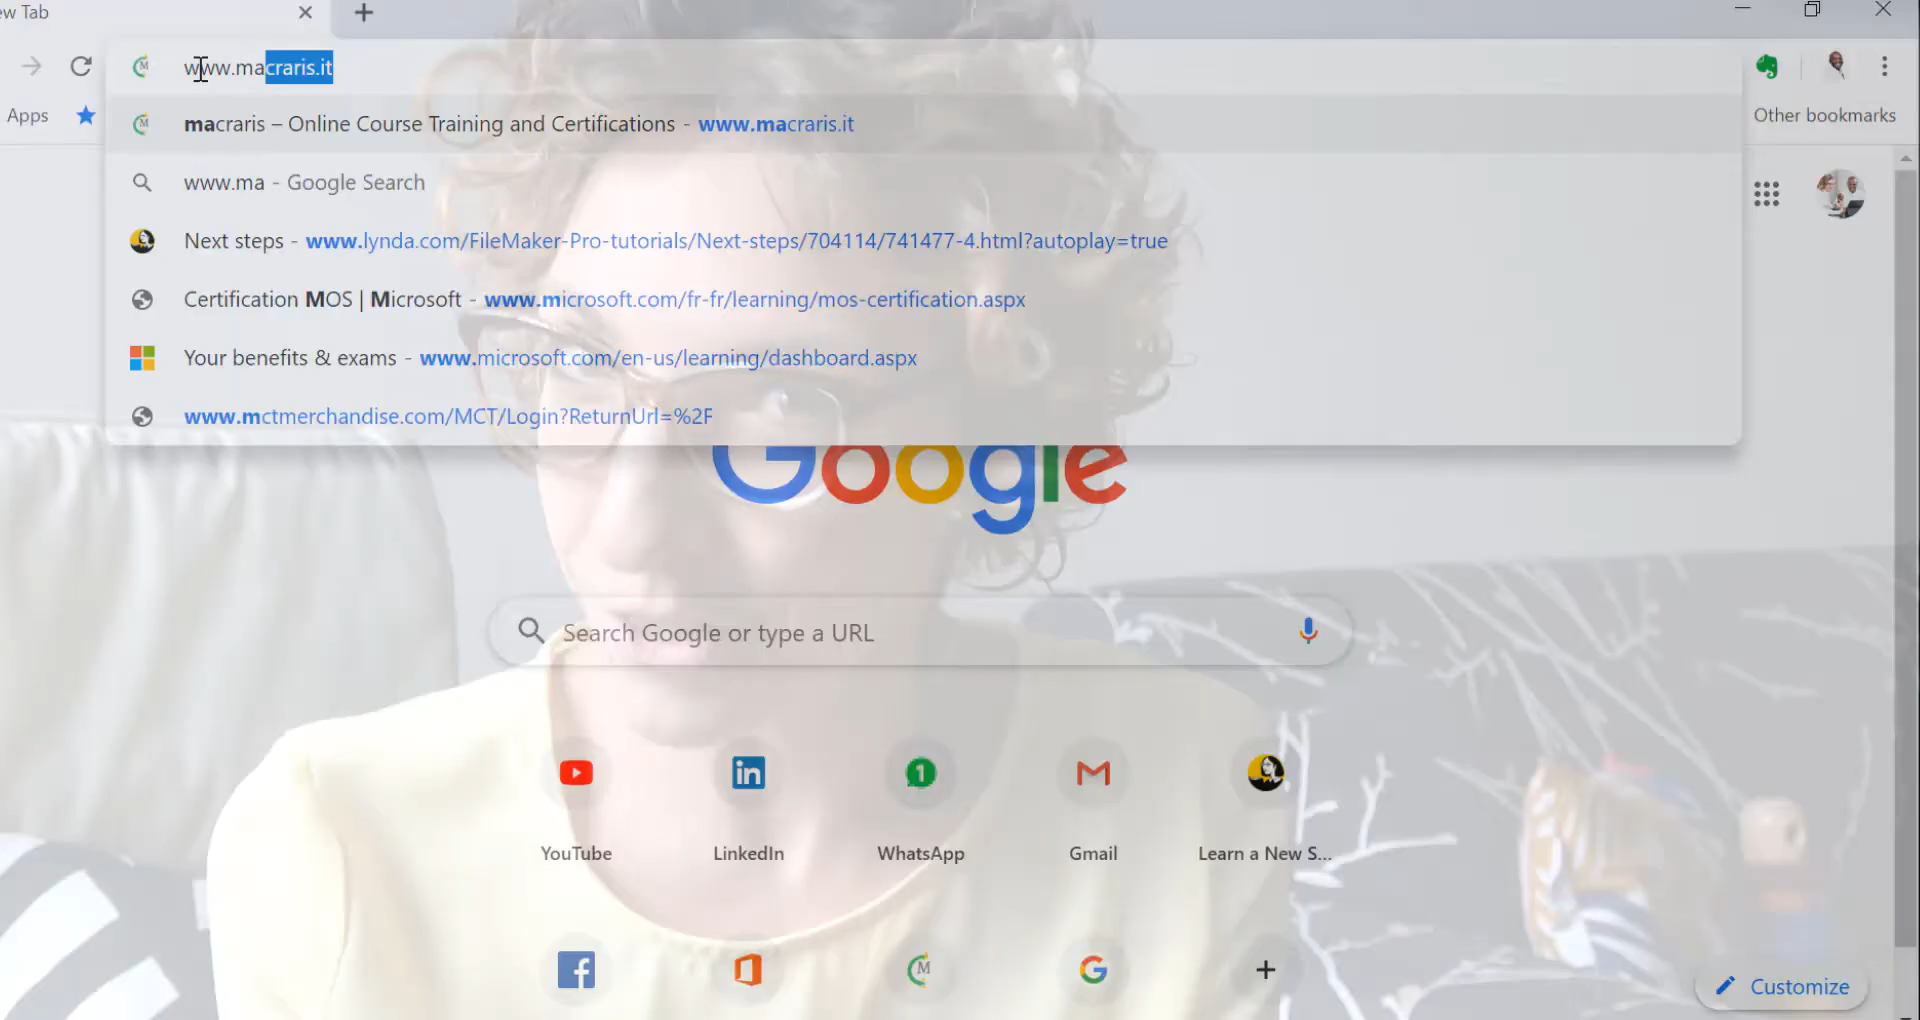 ew Tab
www.macraris.it
Apps
Other bookmarks
macraris – Online Course Training and Certifications - www.macraris.it
www.ma - Google Search
Next steps - www.lynda.com/FileMaker-Pro-tutorials/Next-steps/704114/741477-4.html?autoplay=true
Certification MOS | Microsoft - www.microsoft.com/fr-fr/learning/mos-certification.aspx
Your benefits & exams - www.microsoft.com/en-us/learning/dashboard.aspx
www.mctmerchandise.com/MCT/Login?ReturnUrl=%2F
Google
Search Google or type a URL
YouTube
LinkedIn
WhatsApp
Gmail
Learn a New S...
Customize